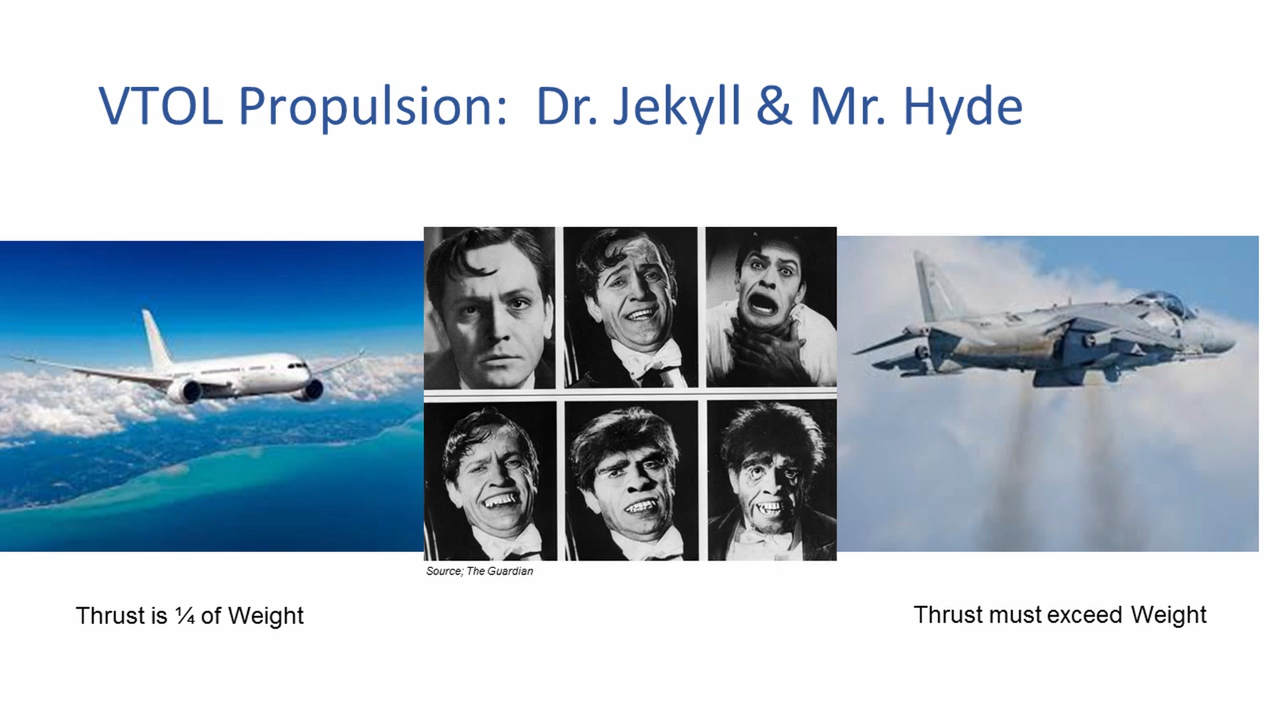 VTOL Propulsion:  Dr. Jekyll & Mr. Hyde
Source; The Guardian
Thrust is ¼ of Weight
Thrust must exceed Weight